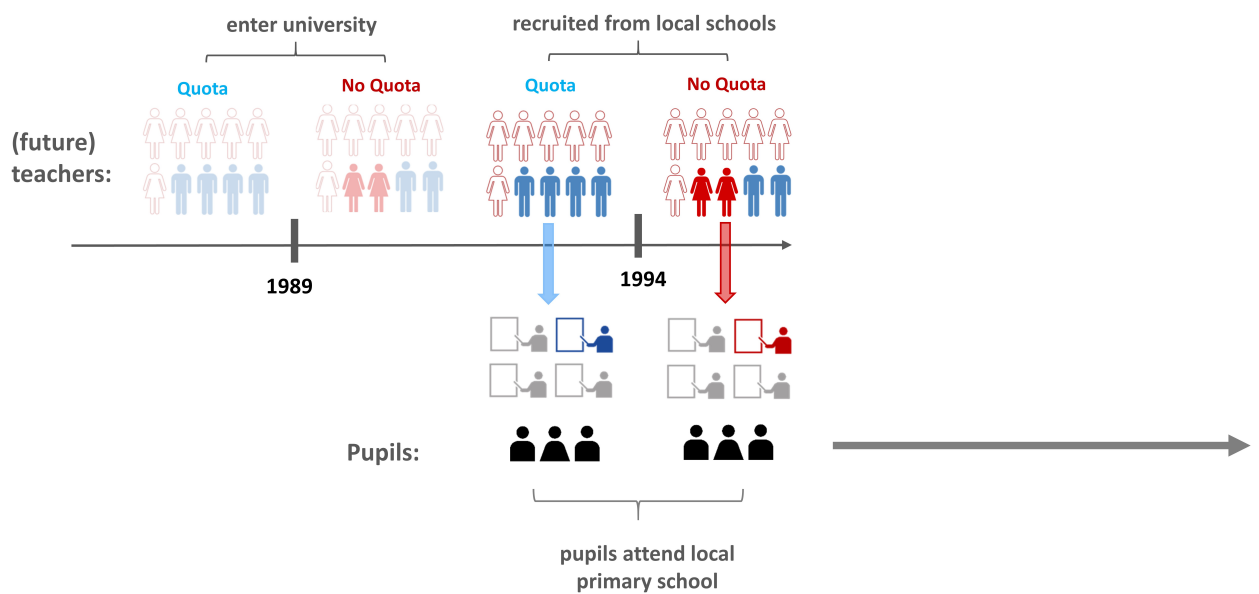 enter university
recruited from local schools
Quota
No Quota
Quota
No Quota
(future)
teachers:
1989
1994
Pupils:
pupils attend local
primary school